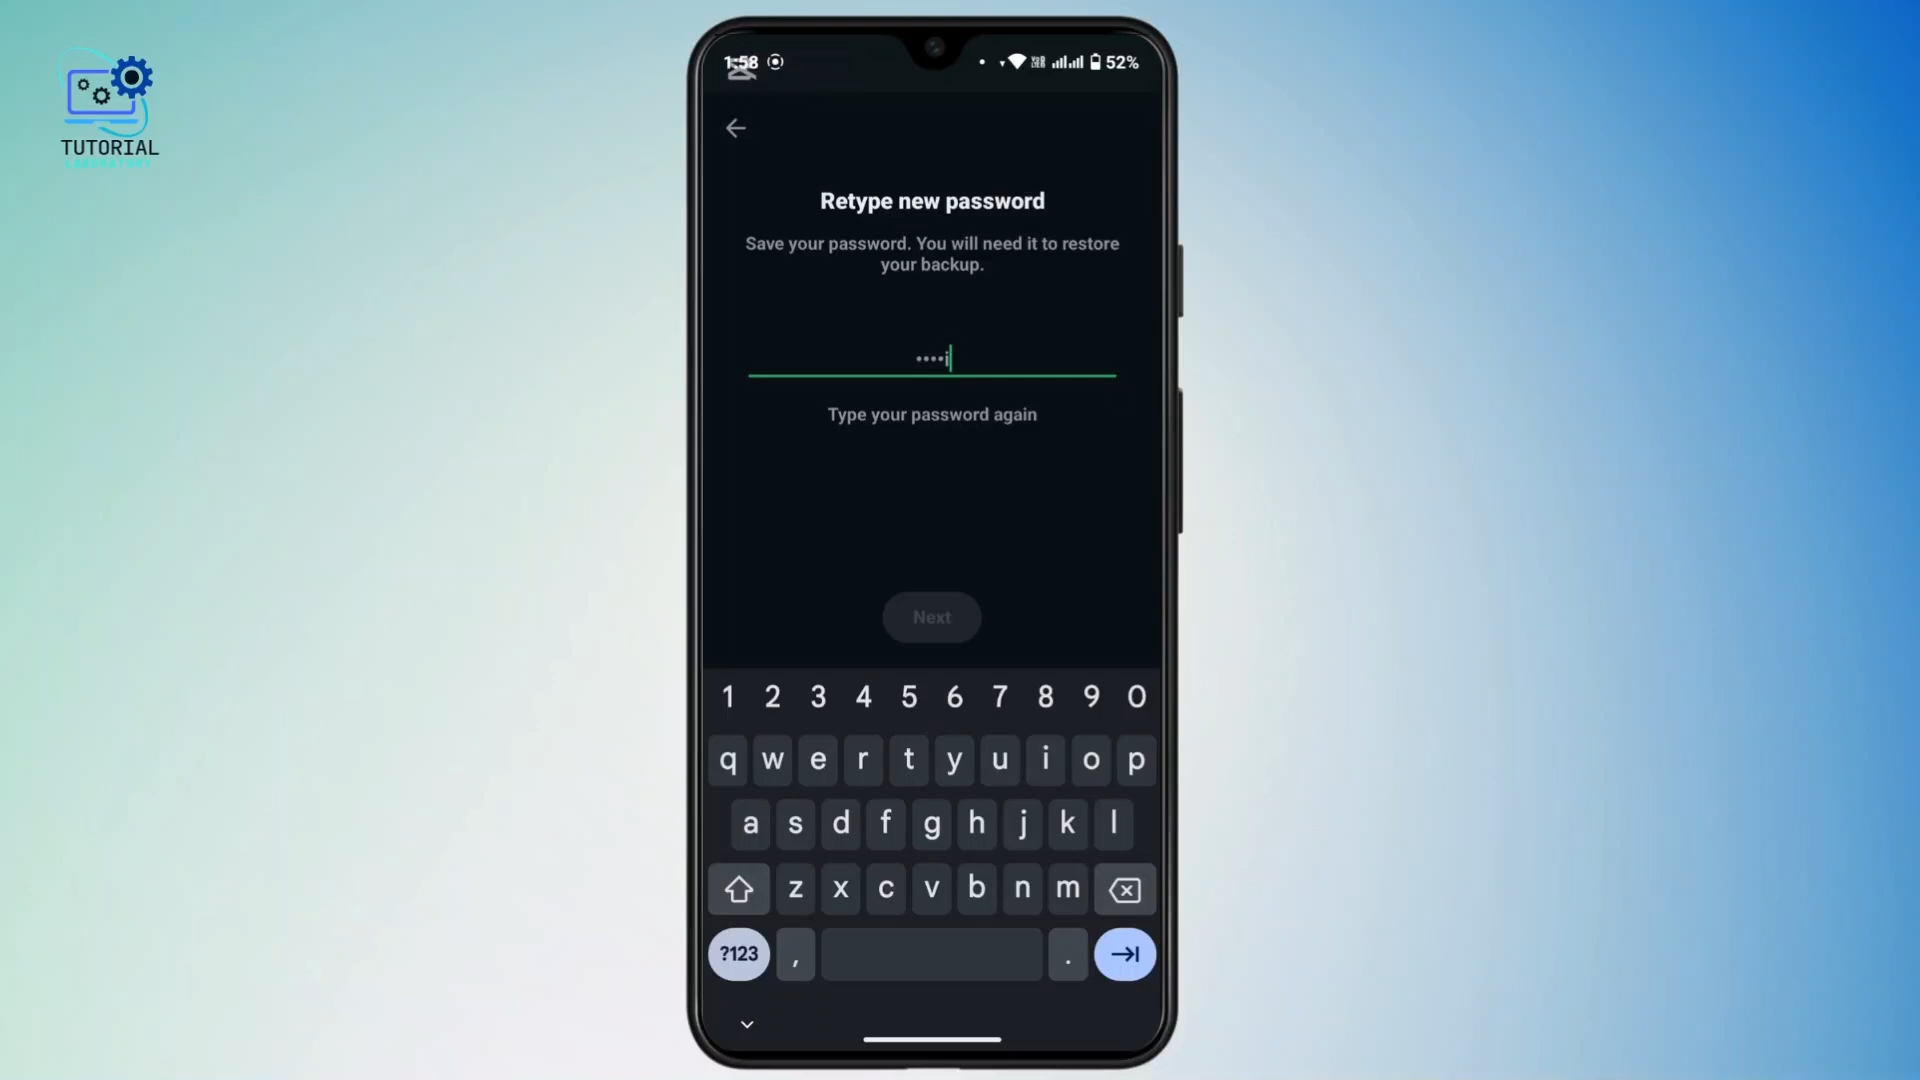 1:58 52%
TUTORIAL
LABORATORY
Retype new password
Save your password. You will need it to restore
your backup.
••••i
Type your password again
Next
1 2 3 4 5 6 7 8 9 0
q w e r t y u i o p
a s d f g h j k l
z x c v b n m
?123 , .